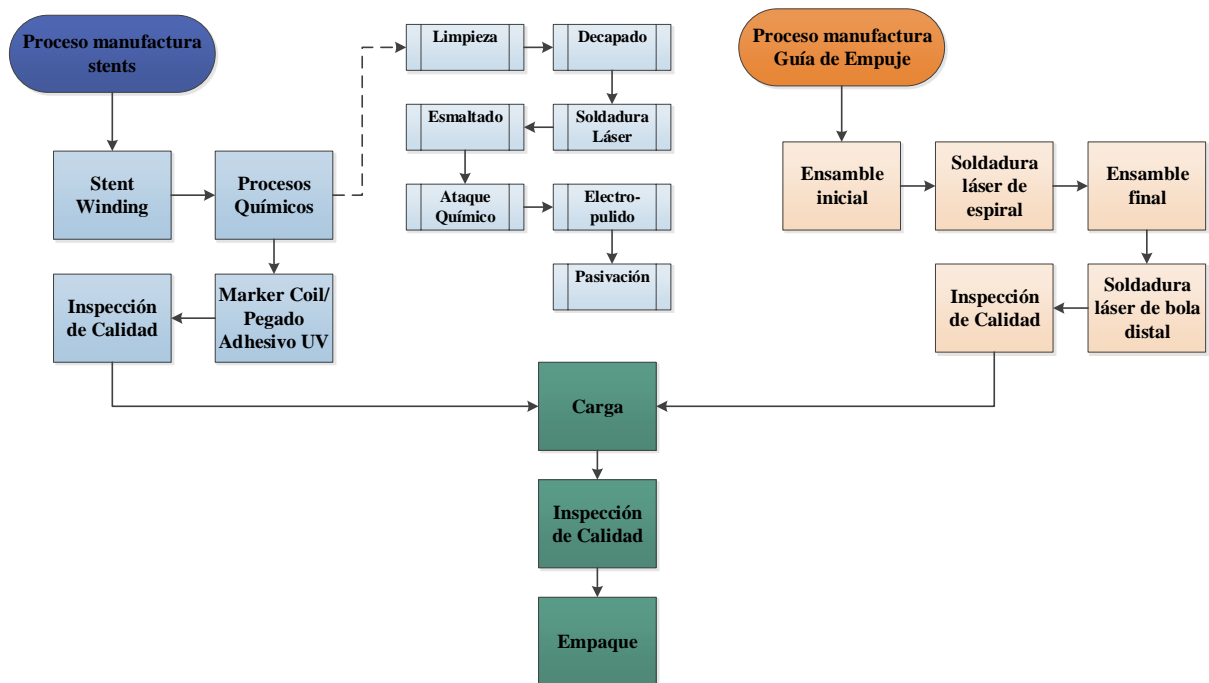 Proceso manufactura
stents
Stent
Winding
Procesos
Químicos
Limpieza
Decapado
Soldadura
Láser
Esmaltado
Ataque
Químico
Electro-
pulido
Pasivación
Marker Coil/
Pegado
Adhesivo UV
Inspección
de Calidad
Proceso manufactura
Guía de Empuje
Ensamble
inicial
Soldadura
láser de
espiral
Ensamble
final
Soldadura
láser de bola
distal
Inspección
de Calidad
Carga
Inspección
de Calidad
Empaque